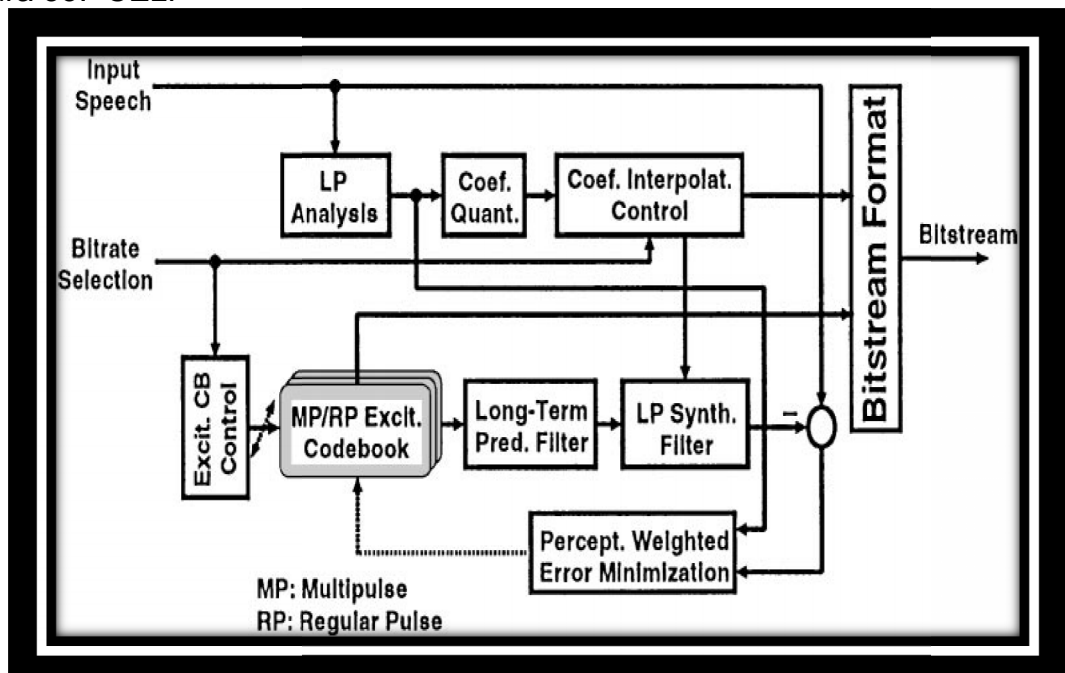 Input
Speech
LP
Analysis
Coef.
Quant.
Coef. Interpolat.
Control
Bitstream Format
Bitstream
Bitrate
Selection
Excit. CB
Control
MP/RP Excit.
Codebook
Long-Term
Pred. Filter
LP Synth.
Filter
–
Percept. Weighted
Error Minimization
MP: Multipulse
RP: Regular Pulse